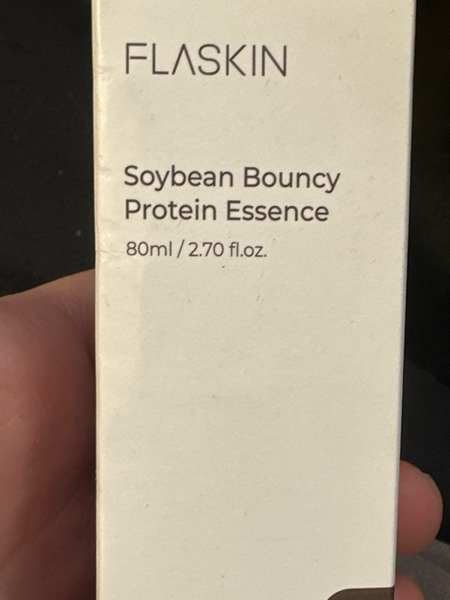 FLASKIN
Soybean Bouncy
Protein Essence
80ml / 2.70 fl.oz.